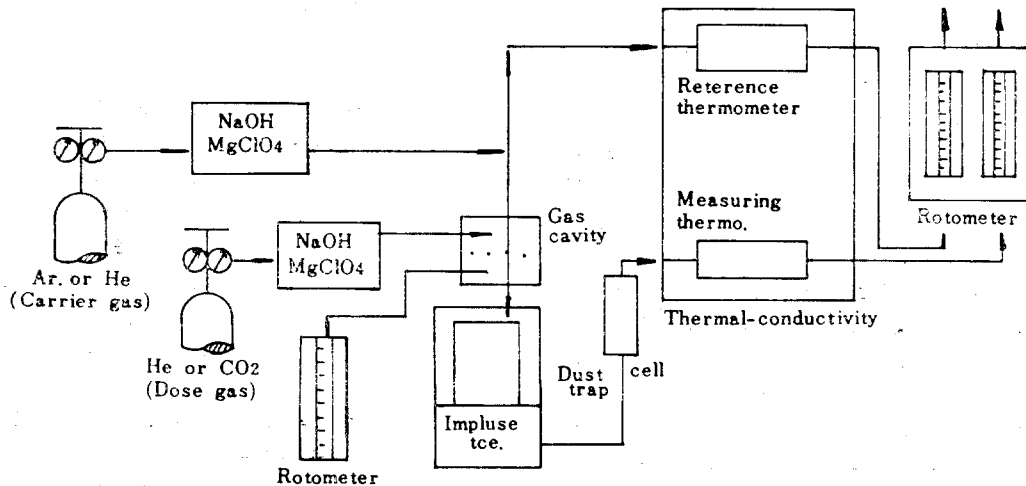 NaOH
MgClO4
Ar. or He
(Carrier gas)
NaOH
MgClO4
He or CO2
(Dose gas)
Rotometer
Gas
cavity
Impluse
tce.
Dust
trap
cell
Reterence
thermometer
Measuring
thermo.
Thermal-conductivity
Rotometer